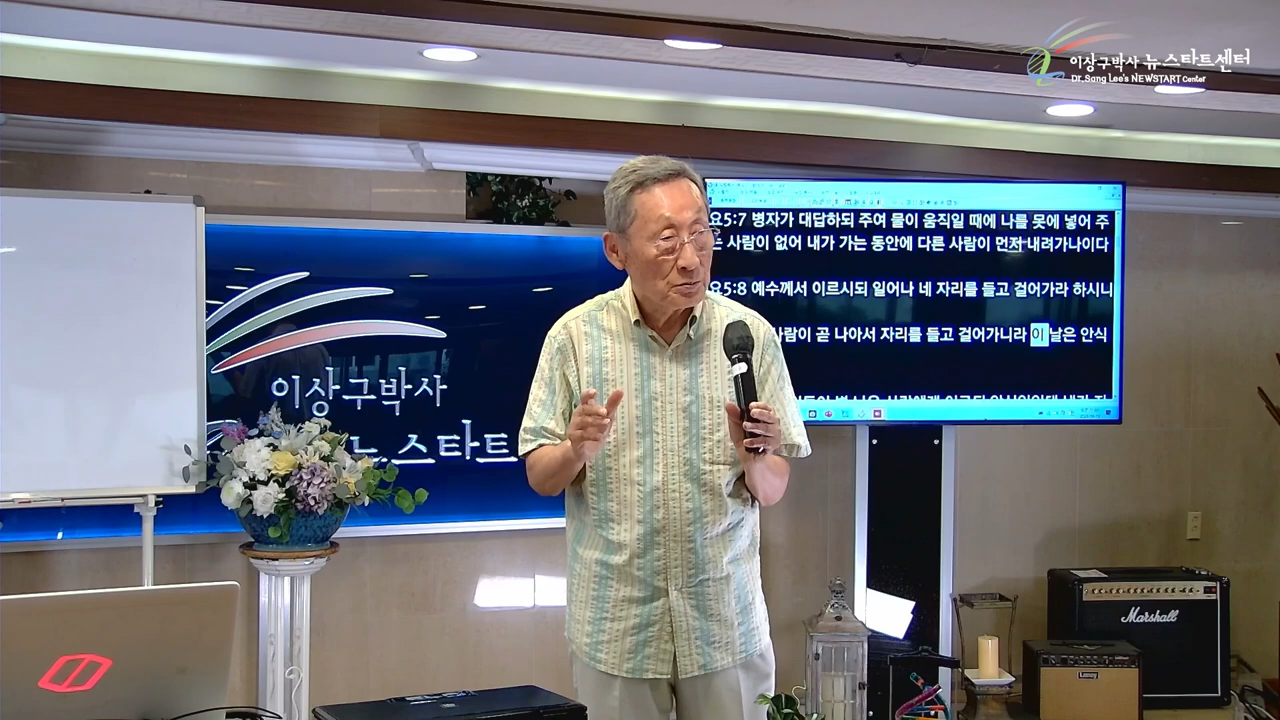 이상구박사 뉴스타트센터
Dr. Sang Lee's NEWSTART Center
요5:7 병자가 대답하되 주여 물이 움직일 때에 나를 못에 넣어 주
는 사람이 없어 내가 가는 동안에 다른 사람이 먼저 내려가나이다
요5:8 예수께서 이르시되 일어나 네 자리를 들고 걸어가라 하시니
사람이 곧 나아서 자리를 들고 걸어가니라 이 날은 안식
이상구박사
뉴스타트
Marshall
Laney